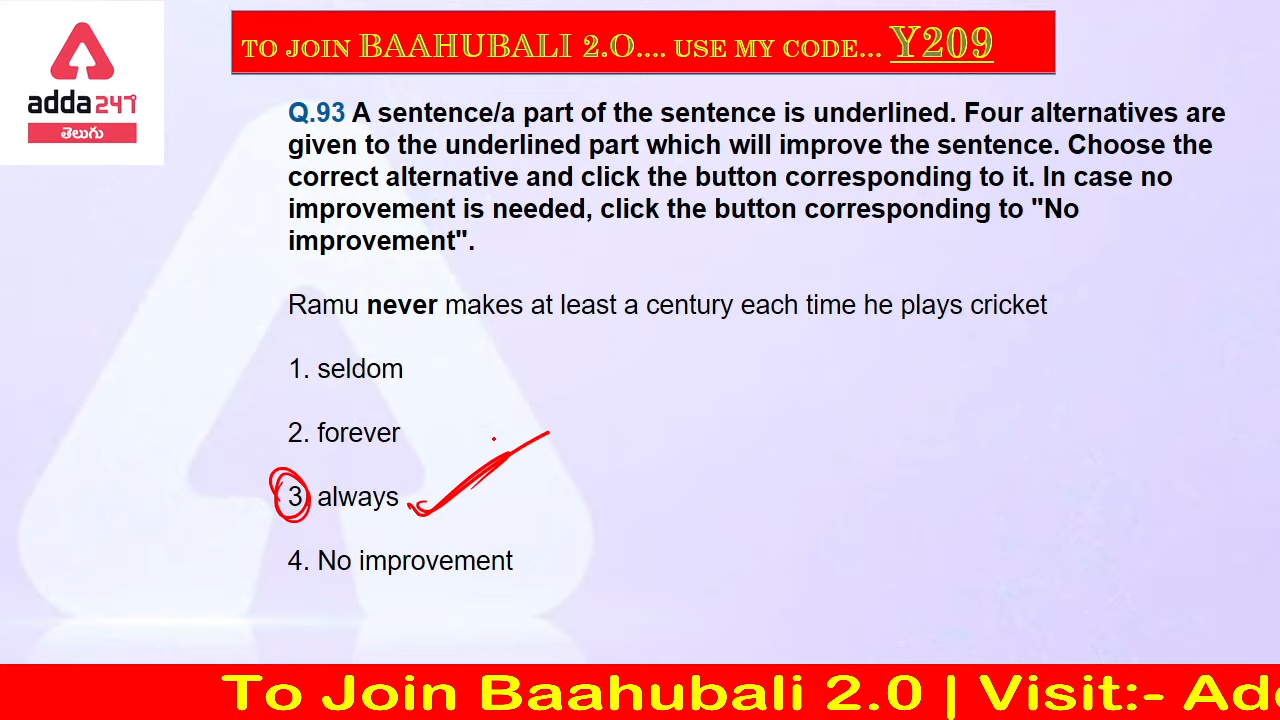 TO JOIN BAAHUBALI 2.O.... USE MY CODE... Y209
adda247
తెలుగు
Q.93 A sentence/a part of the sentence is underlined. Four alternatives are
given to the underlined part which will improve the sentence. Choose the
correct alternative and click the button corresponding to it. In case no
improvement is needed, click the button corresponding to "No
improvement".
Ramu never makes at least a century each time he plays cricket
1. seldom
2. forever
3. always
4. No improvement
To Join Baahubali 2.0 | Visit:- Ad